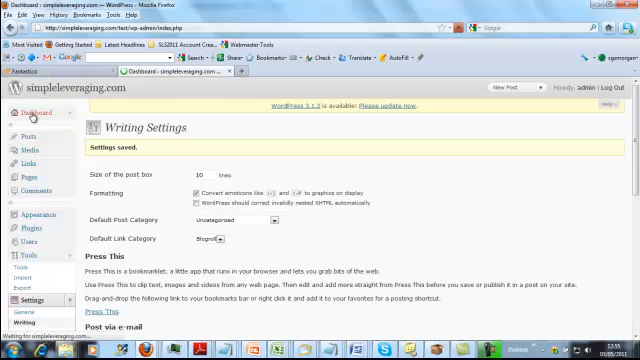 Dashboard ‹ simpleleveraging.com — WordPress - Mozilla Firefox
File Edit View History Bookmarks Tools Help
http://simpleleveraging.com/test/wp-admin/index.php
Most Visited Getting Started Latest Headlines SLS2011 Account Crea... Webmaster Tools
Search Share Check Translate AutoFill sgomorgan
Fantastico Dashboard ‹ simpleleveraging.com — W...
simpleleveraging.com New Post Howdy, admin | Log Out
WordPress 3.1.2 is available! Please update now. Help
Dashboard
Writing Settings
Posts
Settings saved.
Media
Links
Size of the post box 10 lines
Pages
Comments
Formatting Convert emoticons like :-) and :-P to graphics on display
WordPress should correct invalidly nested XHTML automatically
Appearance
Default Post Category Uncategorized
Plugins
Users
Default Link Category Blogroll
Tools
Press This
Tools
Press This is a bookmarklet: a little app that runs in your browser and lets you grab bits of the web.
Import
Use Press This to clip text, images and videos from any web page. Then edit and add more straight from Press This before you save or publish it in a post on your site.
Export
Drag-and-drop the following link to your bookmarks bar or right click it and add it to your favorites for a posting shortcut.
Settings
General
Press This
Writing
Post via e-mail
Waiting for simpleleveraging.com...
Desktop
12:55
03/05/2011